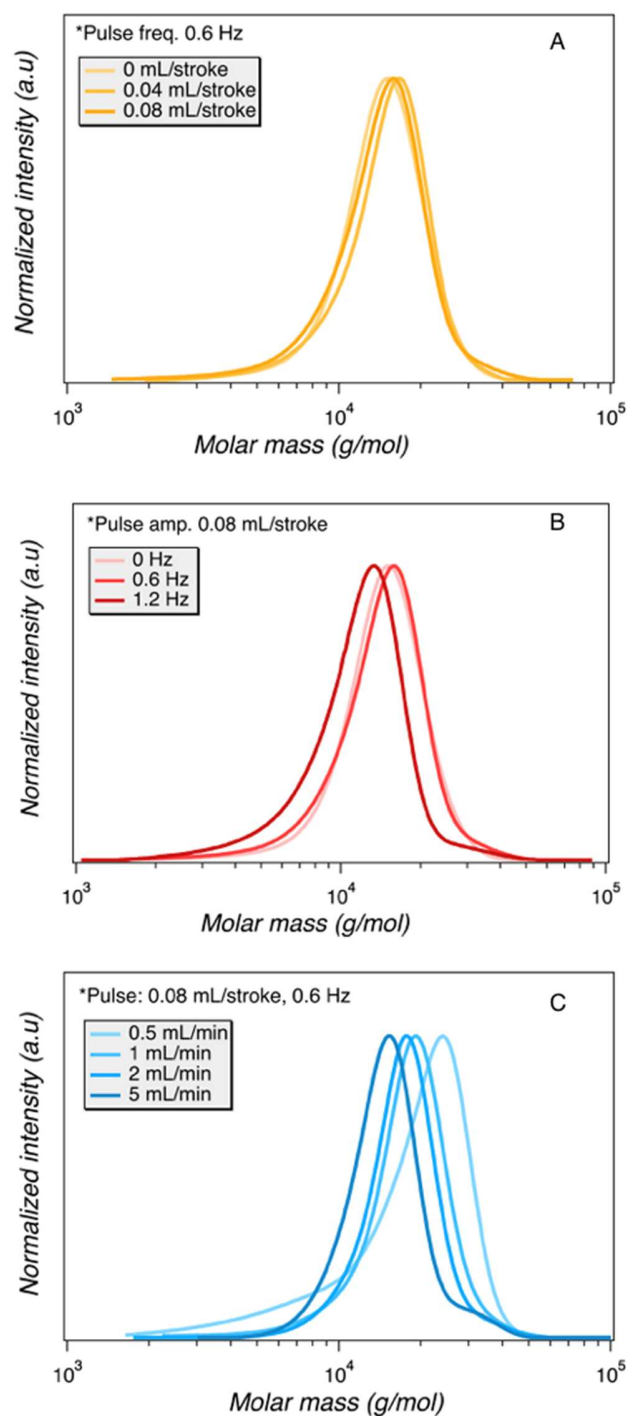 *Pulse freq. 0.6 Hz
A
0 mL/stroke
0.04 mL/stroke
0.08 mL/stroke
Normalized intensity (a.u)
10³
10⁴
10⁵
Molar mass (g/mol)
*Pulse amp. 0.08 mL/stroke
B
0 Hz
0.6 Hz
1.2 Hz
Normalized intensity (a.u)
10³
10⁴
10⁵
Molar mass (g/mol)
*Pulse: 0.08 mL/stroke, 0.6 Hz
C
0.5 mL/min
1 mL/min
2 mL/min
5 mL/min
Normalized intensity (a.u)
10³
10⁴
10⁵
Molar mass (g/mol)